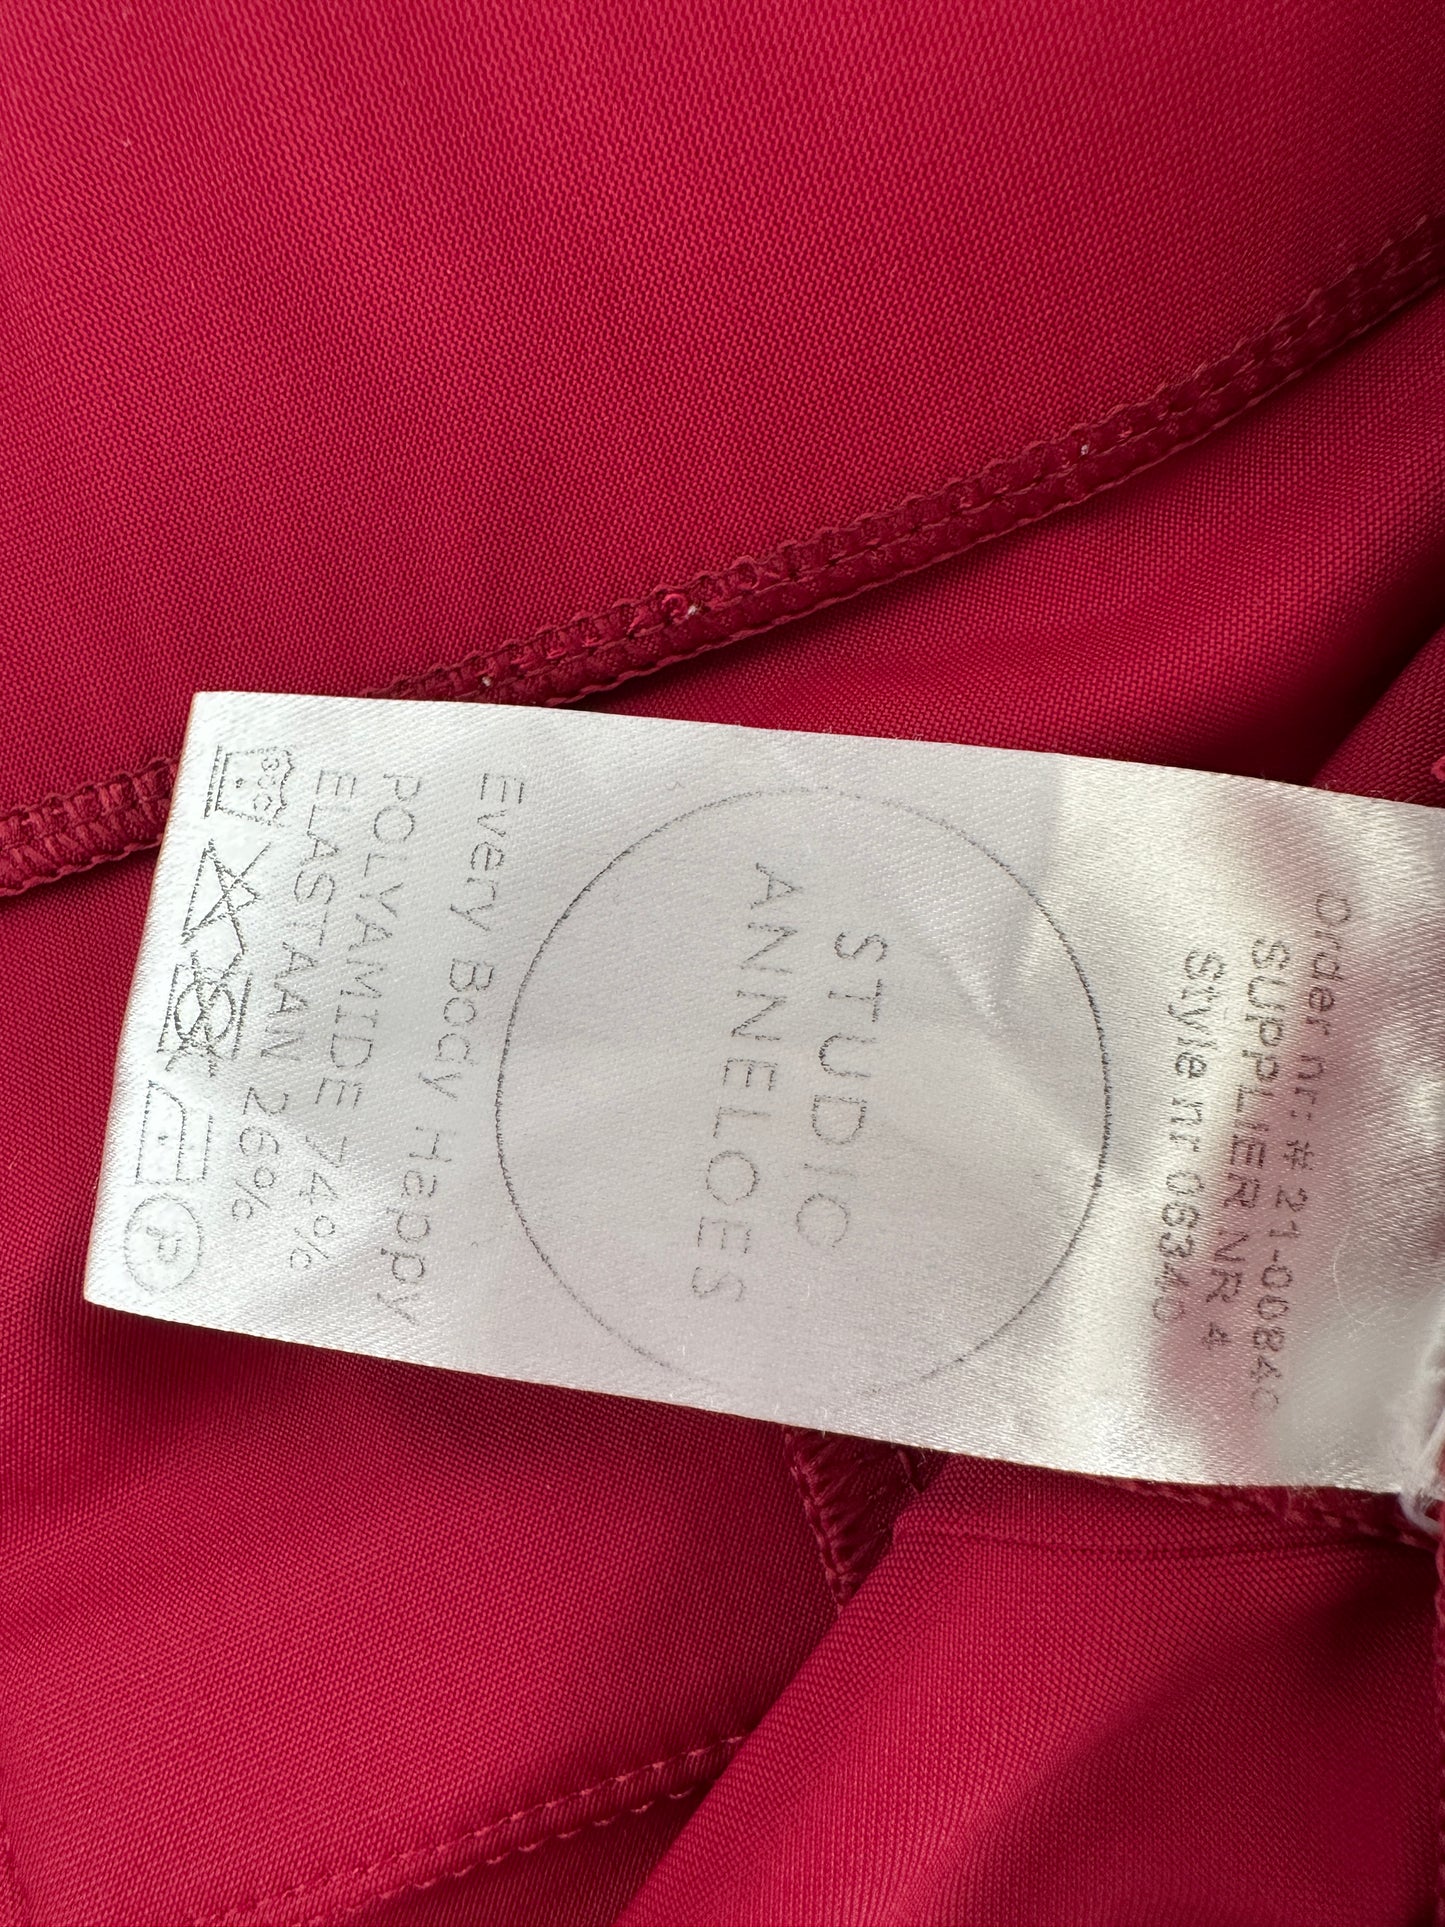 order nr: # 21-00840
SUPPLIER NR 4
Style nr 06340
STUDIO
ANNELOES
Every Body Happy
POLYAMIDE 74%
ELASTAAN 26%
30C
P